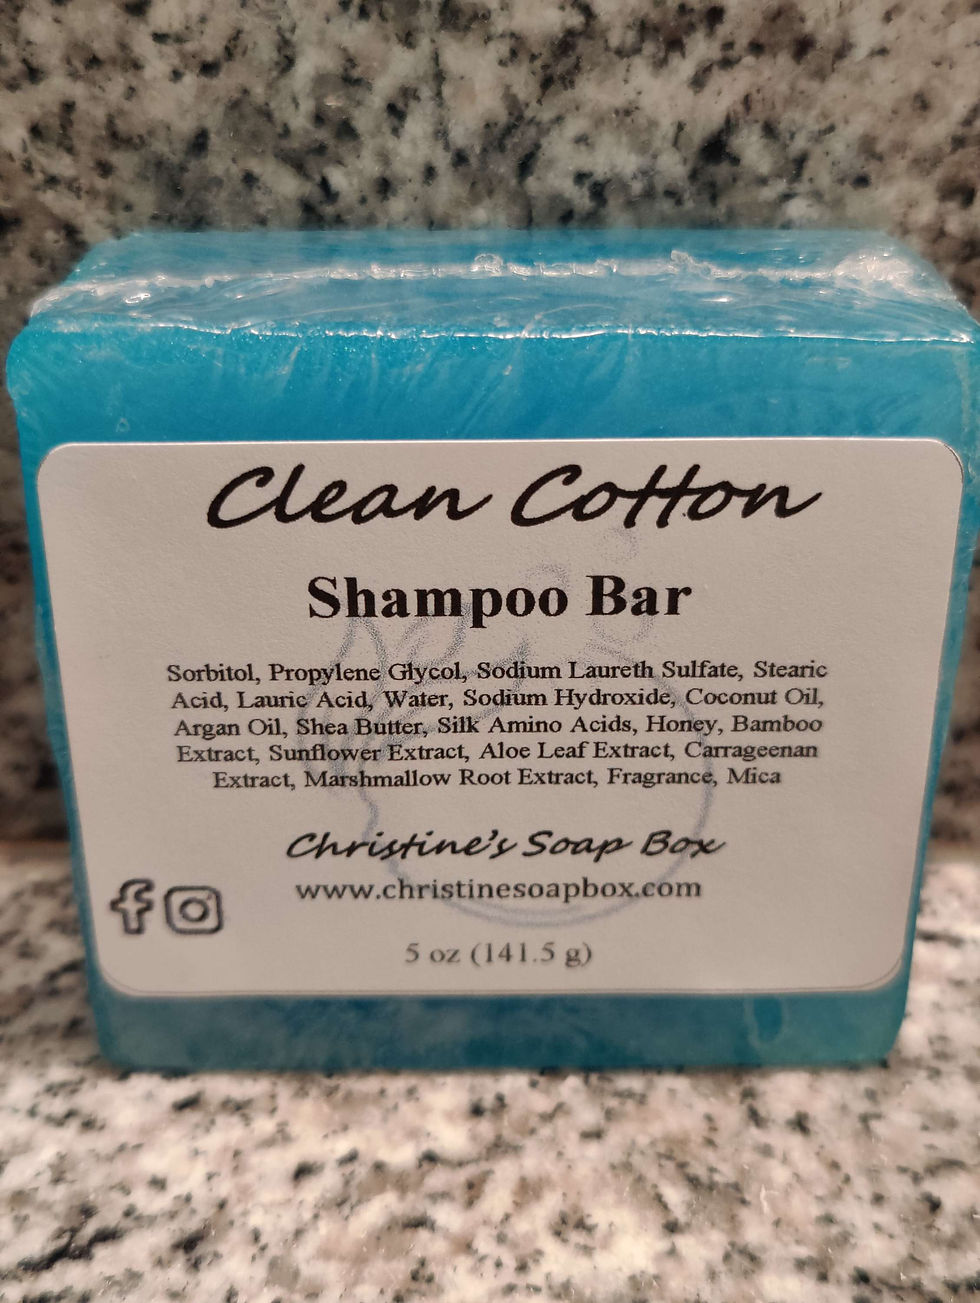 Clean Cotton
Shampoo Bar
Sorbitol, Propylene Glycol, Sodium Laureth Sulfate, Stearic
Acid, Lauric Acid, Water, Sodium Hydroxide, Coconut Oil,
Argan Oil, Shea Butter, Silk Amino Acids, Honey, Bamboo
Extract, Sunflower Extract, Aloe Leaf Extract, Carrageenan
Extract, Marshmallow Root Extract, Fragrance, Mica
Christine's Soap Box
www.christinesoapbox.com
5 oz (141.5 g)